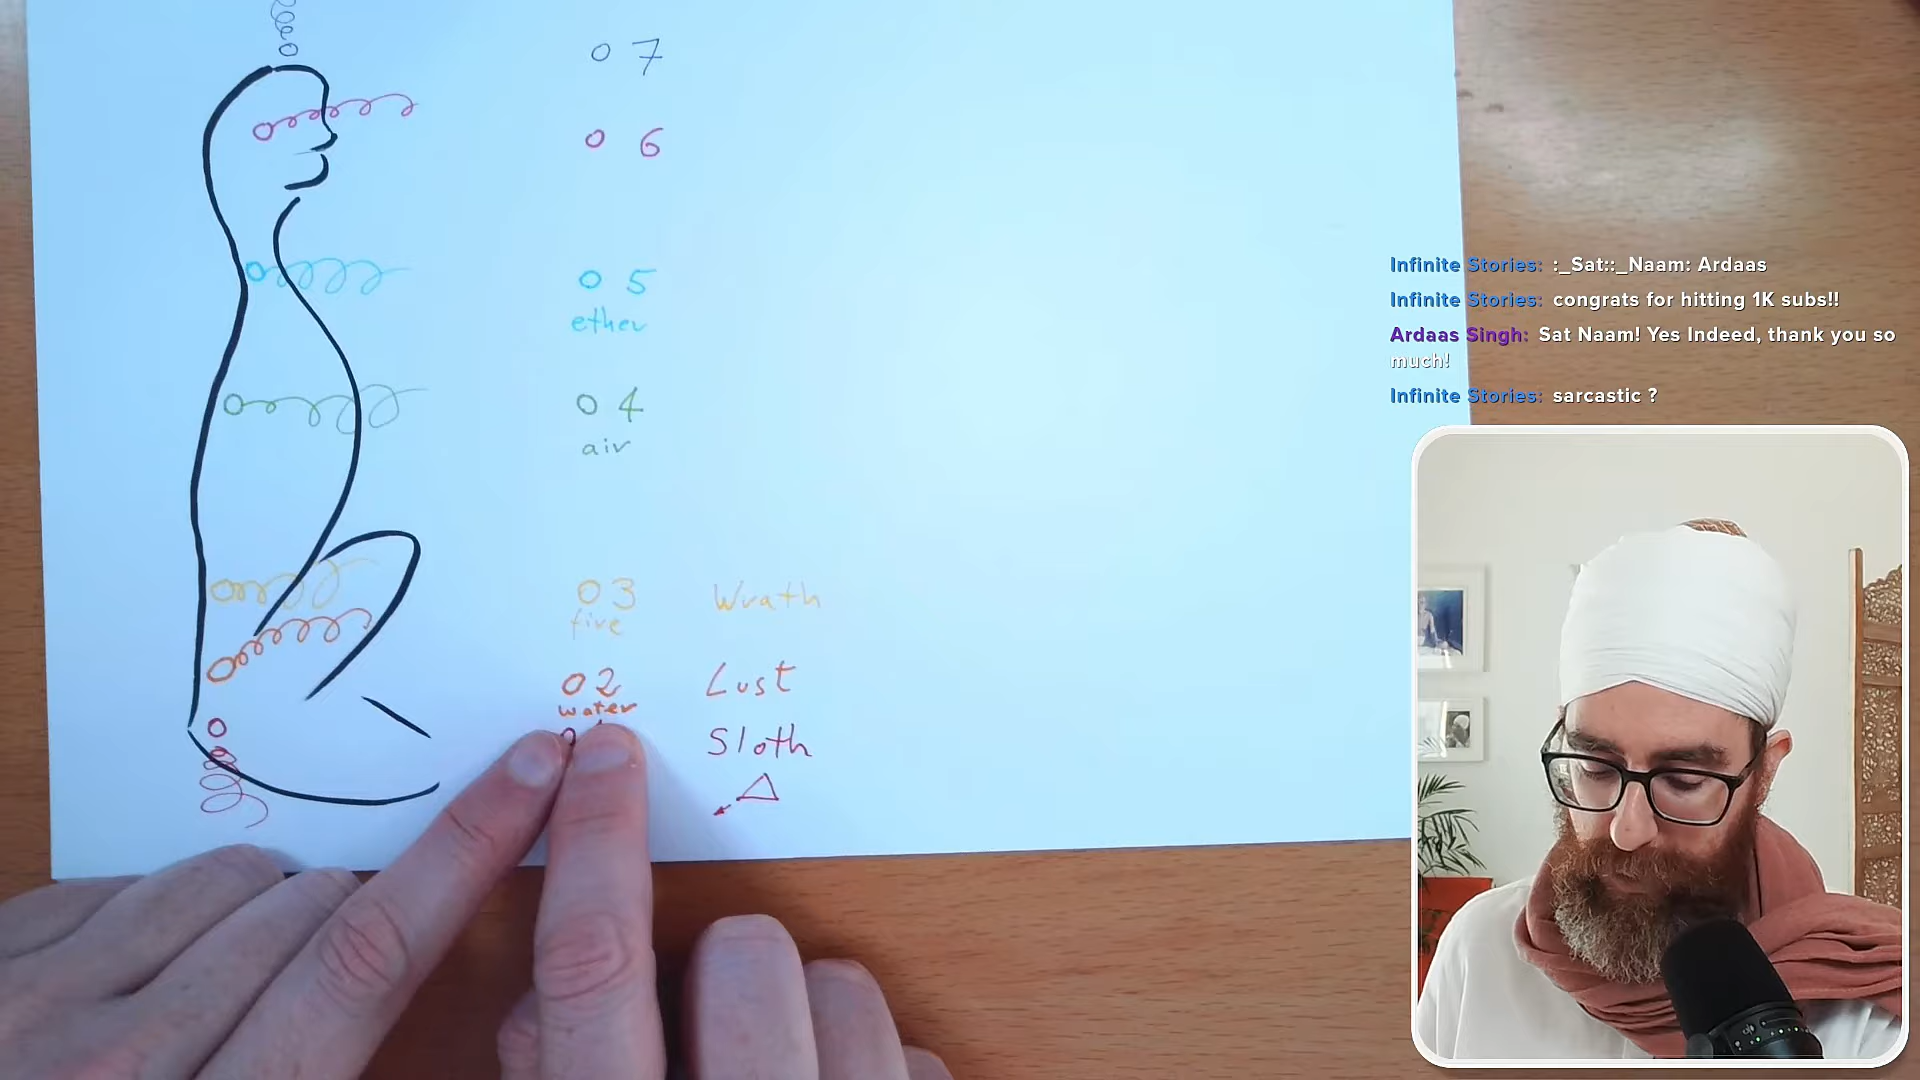 o 7
o 6
o 5
ether
o 4
air
o 3 Wrath
fire
o 2 Lust
water
Sloth
Infinite Stories: :_Sat::_Naam: Ardaas
Infinite Stories: congrats for hitting 1K subs!!
Ardaas Singh: Sat Naam! Yes Indeed, thank you so
much!
Infinite Stories: sarcastic ?